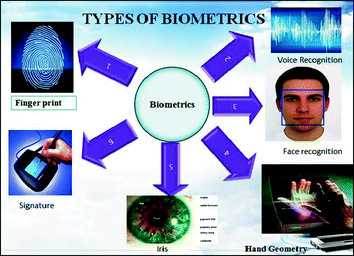 TYPES OF BIOMETRICS
Voice Recognition
1
2
Finger print
Biometrics
3
Face recognition
6
4
5
Signature
Iris
Hand Geometry